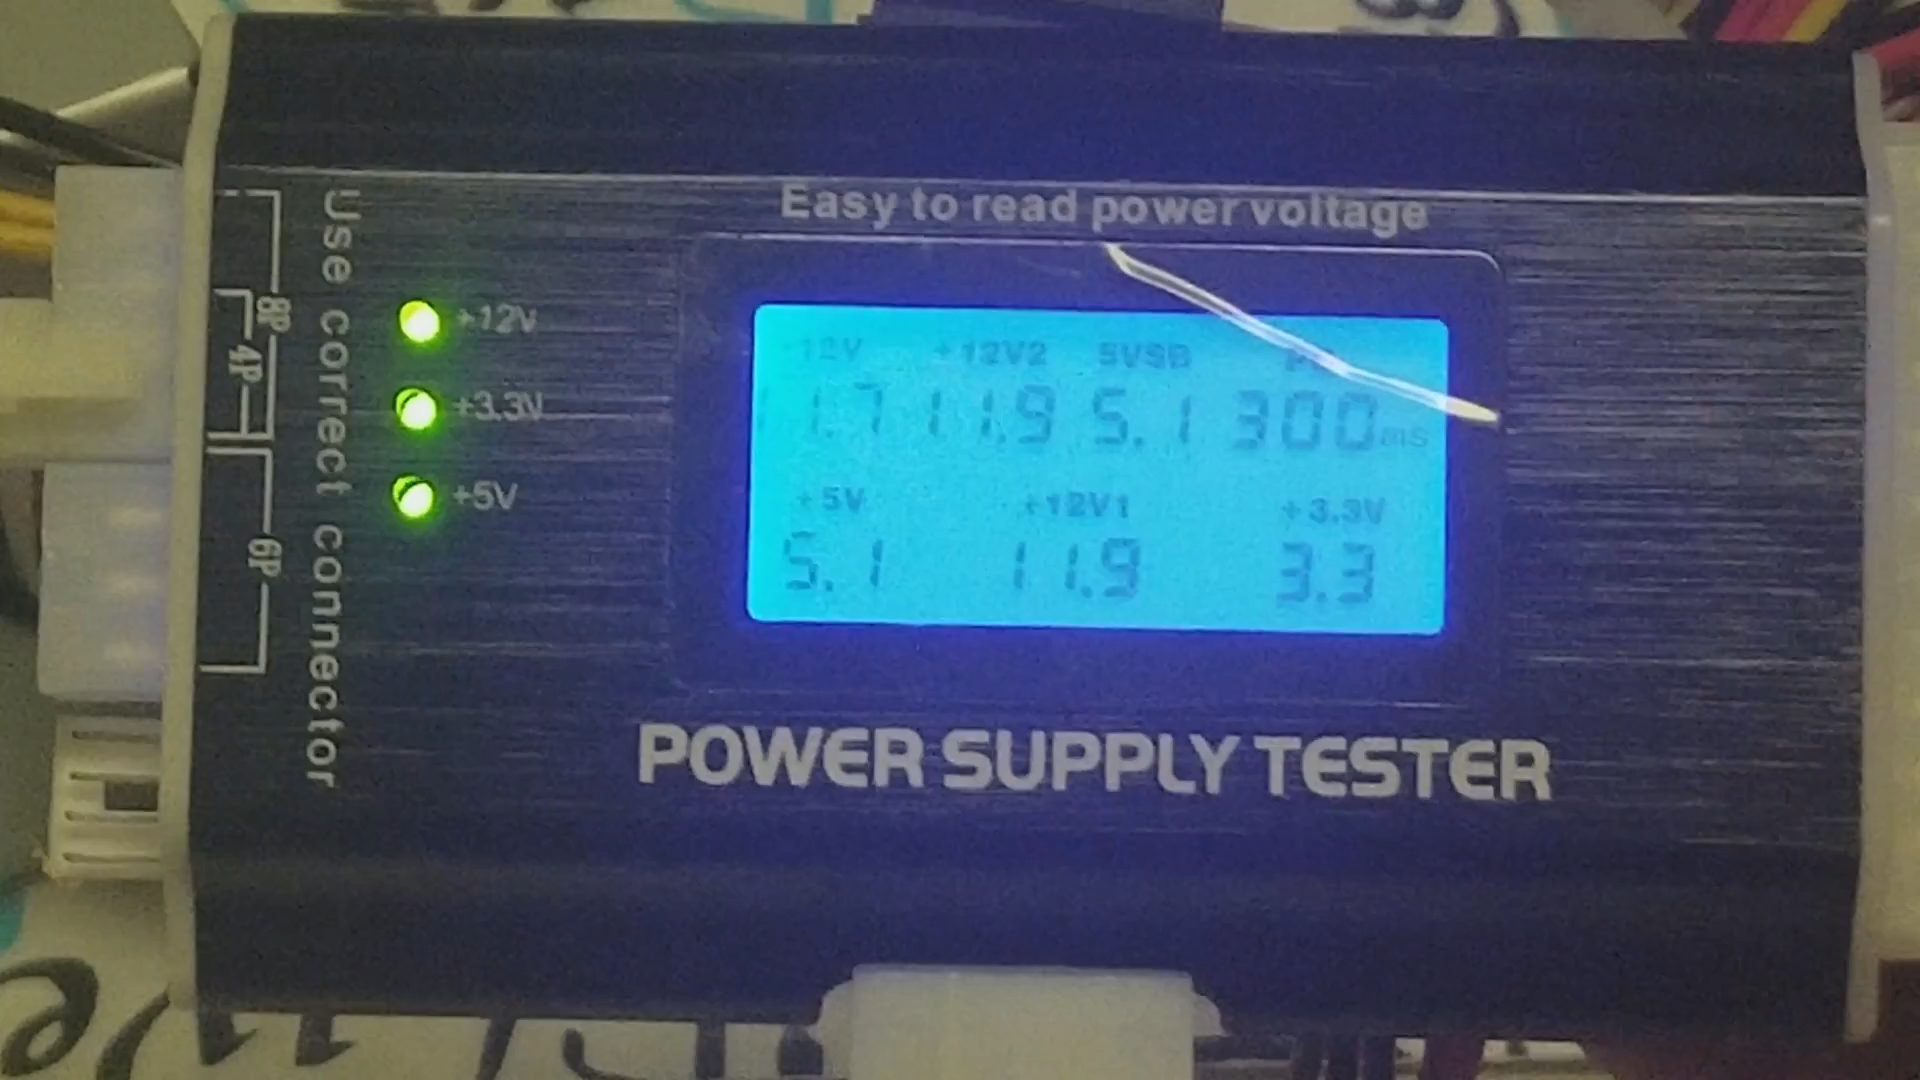 Easy to read power voltage
Use correct connector
8P
4P
6P
+12V
+3.3V
+5V
12V +12V2 5VSB
11.7 11.9 5.1 300mS
+5V +12V1 +3.3V
5.1 11.9 3.3
POWER SUPPLY TESTER